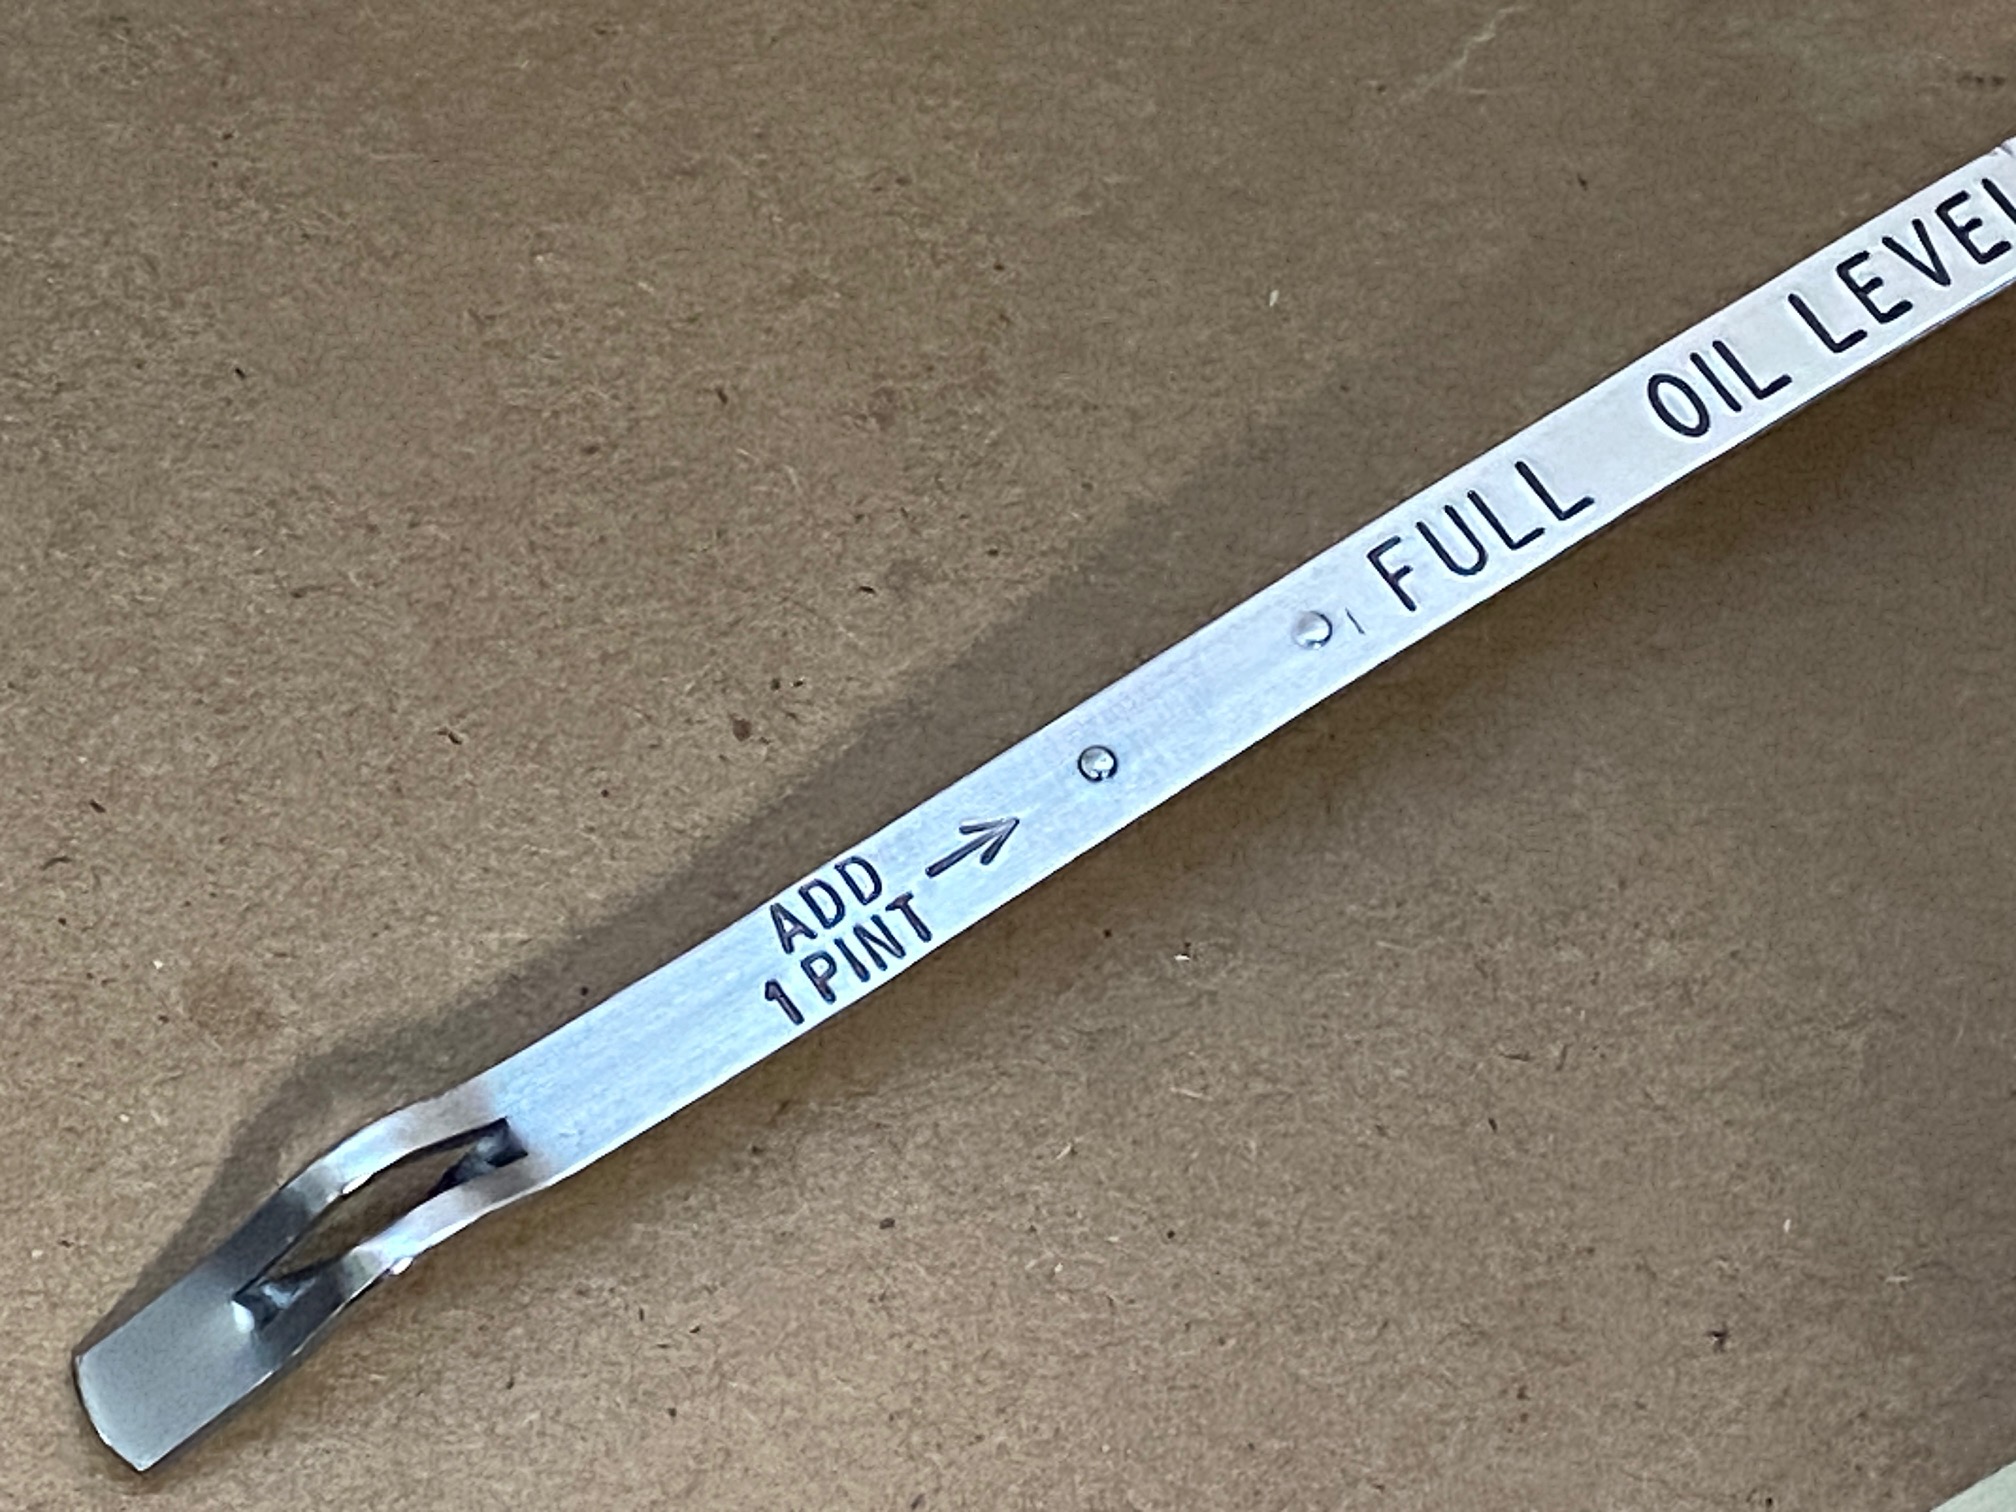 ADD →
1 PINT
FULL OIL LEVEL